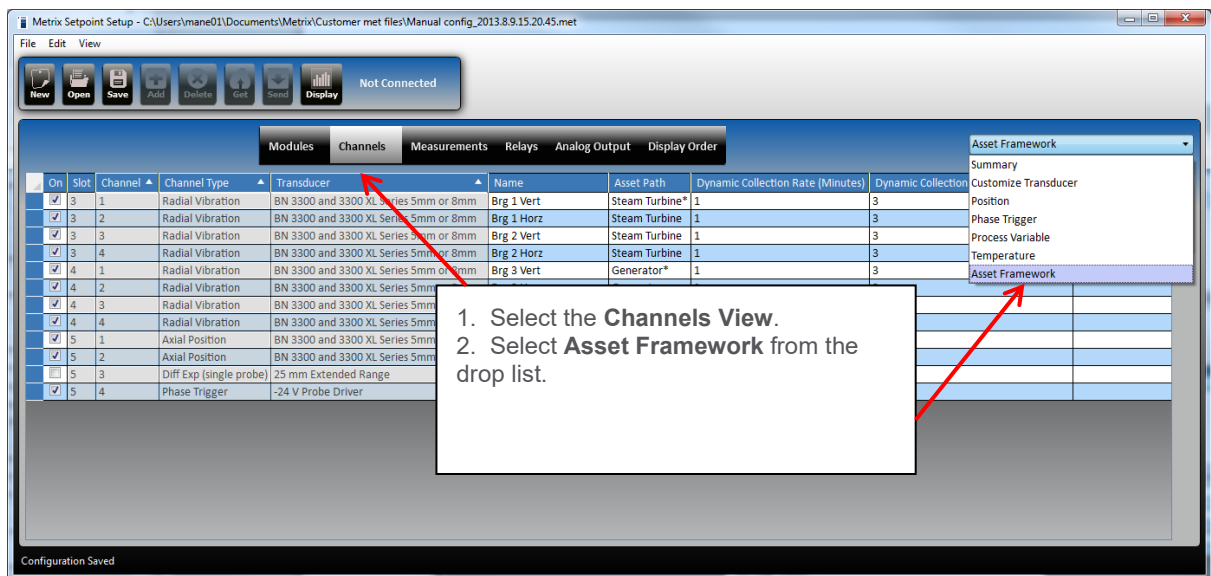 Metrix Setpoint Setup - C:\Users\mane01\Documents\Metrix\Customer met files\Manual config_2013.8.9.15.20.45.met
File Edit View
New Open Save Add Delete Get Send Display Not Connected
Modules Channels Measurements Relays Analog Output Display Order
Asset Framework
Summary
Customize Transducer
Position
Phase Trigger
Process Variable
Temperature
Asset Framework
On Slot Channel Channel Type Transducer Name Asset Path Dynamic Collection Rate (Minutes) Dynamic Collection
3 1 Radial Vibration BN 3300 and 3300 XL Series 5mm or 8mm Brg 1 Vert Steam Turbine* 1 3
3 2 Radial Vibration BN 3300 and 3300 XL Series 5mm or 8mm Brg 1 Horz Steam Turbine 1 3
3 3 Radial Vibration BN 3300 and 3300 XL Series 5mm or 8mm Brg 2 Vert Steam Turbine 1 3
3 4 Radial Vibration BN 3300 and 3300 XL Series 5mm or 8mm Brg 2 Horz Steam Turbine 1 3
4 1 Radial Vibration BN 3300 and 3300 XL Series 5mm or 8mm Brg 3 Vert Generator* 1 3
4 2 Radial Vibration BN 3300 and 3300 XL Series 5mm or 8mm
4 3 Radial Vibration BN 3300 and 3300 XL Series 5mm
4 4 Radial Vibration BN 3300 and 3300 XL Series 5mm
5 1 Axial Position BN 3300 and 3300 XL Series 5mm
5 2 Axial Position BN 3300 and 3300 XL Series 5mm
5 3 Diff Exp (single probe) 25 mm Extended Range
5 4 Phase Trigger -24 V Probe Driver
1. Select the Channels View.
2. Select Asset Framework from the
drop list.
Configuration Saved